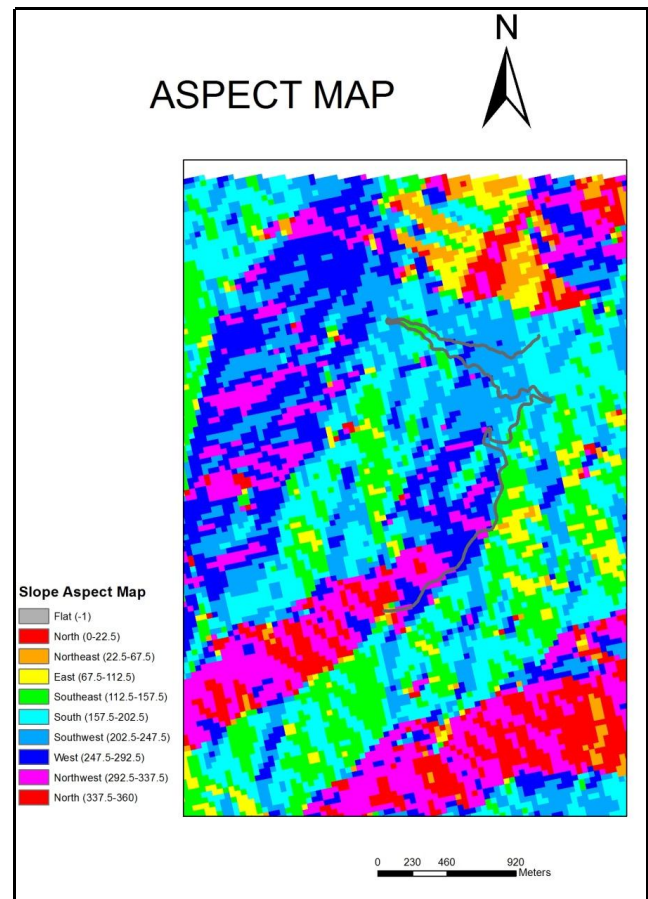 N
ASPECT MAP
Slope Aspect Map
Flat (-1)
North (0-22.5)
Northeast (22.5-67.5)
East (67.5-112.5)
Southeast (112.5-157.5)
South (157.5-202.5)
Southwest (202.5-247.5)
West (247.5-292.5)
Northwest (292.5-337.5)
North (337.5-360)
0 230 460 920
Meters